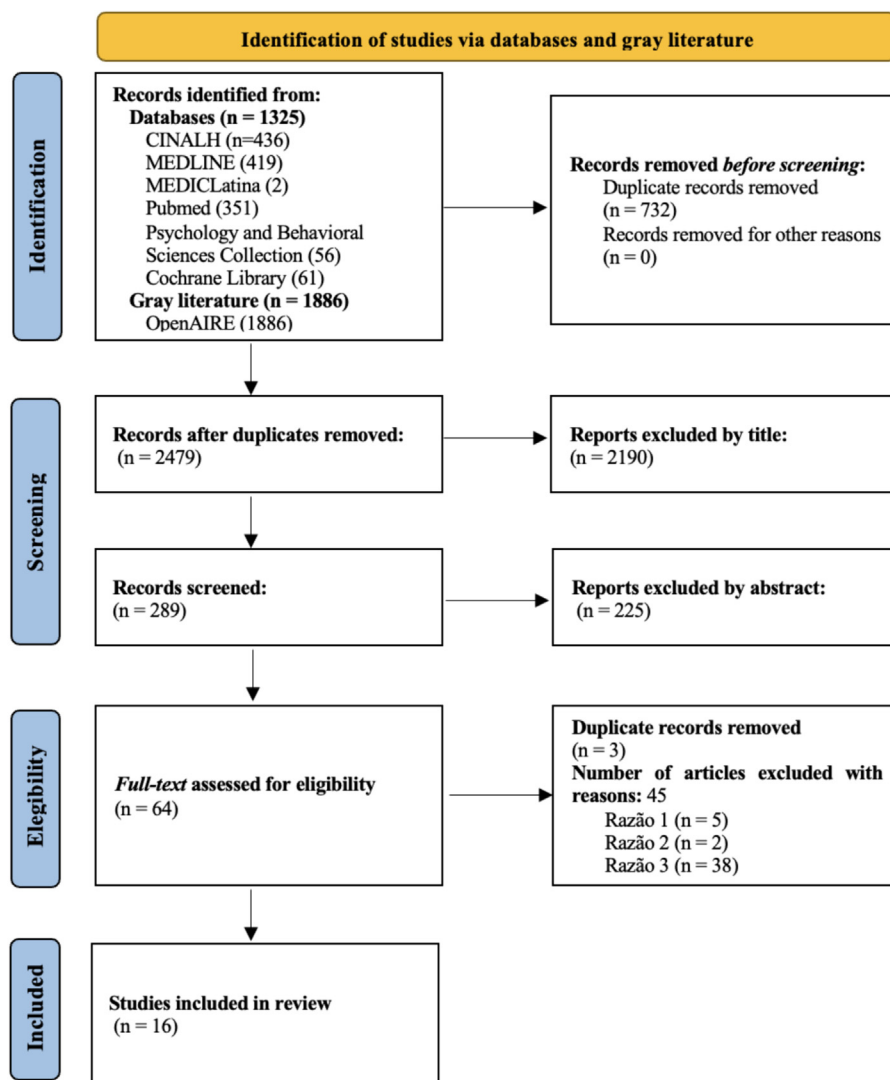 Identification of studies via databases and gray literature
Identification
Records identified from:
Databases (n = 1325)
CINALH (n=436)
MEDLINE (419)
MEDICLatina (2)
Pubmed (351)
Psychology and Behavioral
Sciences Collection (56)
Cochrane Library (61)
Gray literature (n = 1886)
OpenAIRE (1886)
Records removed before screening:
Duplicate records removed
(n = 732)
Records removed for other reasons
(n = 0)
Screening
Records after duplicates removed:
(n = 2479)
Reports excluded by title:
(n = 2190)
Records screened:
(n = 289)
Reports excluded by abstract:
(n = 225)
Elegibility
Full-text assessed for eligibility
(n = 64)
Duplicate records removed
(n = 3)
Number of articles excluded with
reasons: 45
Razão 1 (n = 5)
Razão 2 (n = 2)
Razão 3 (n = 38)
Included
Studies included in review
(n = 16)